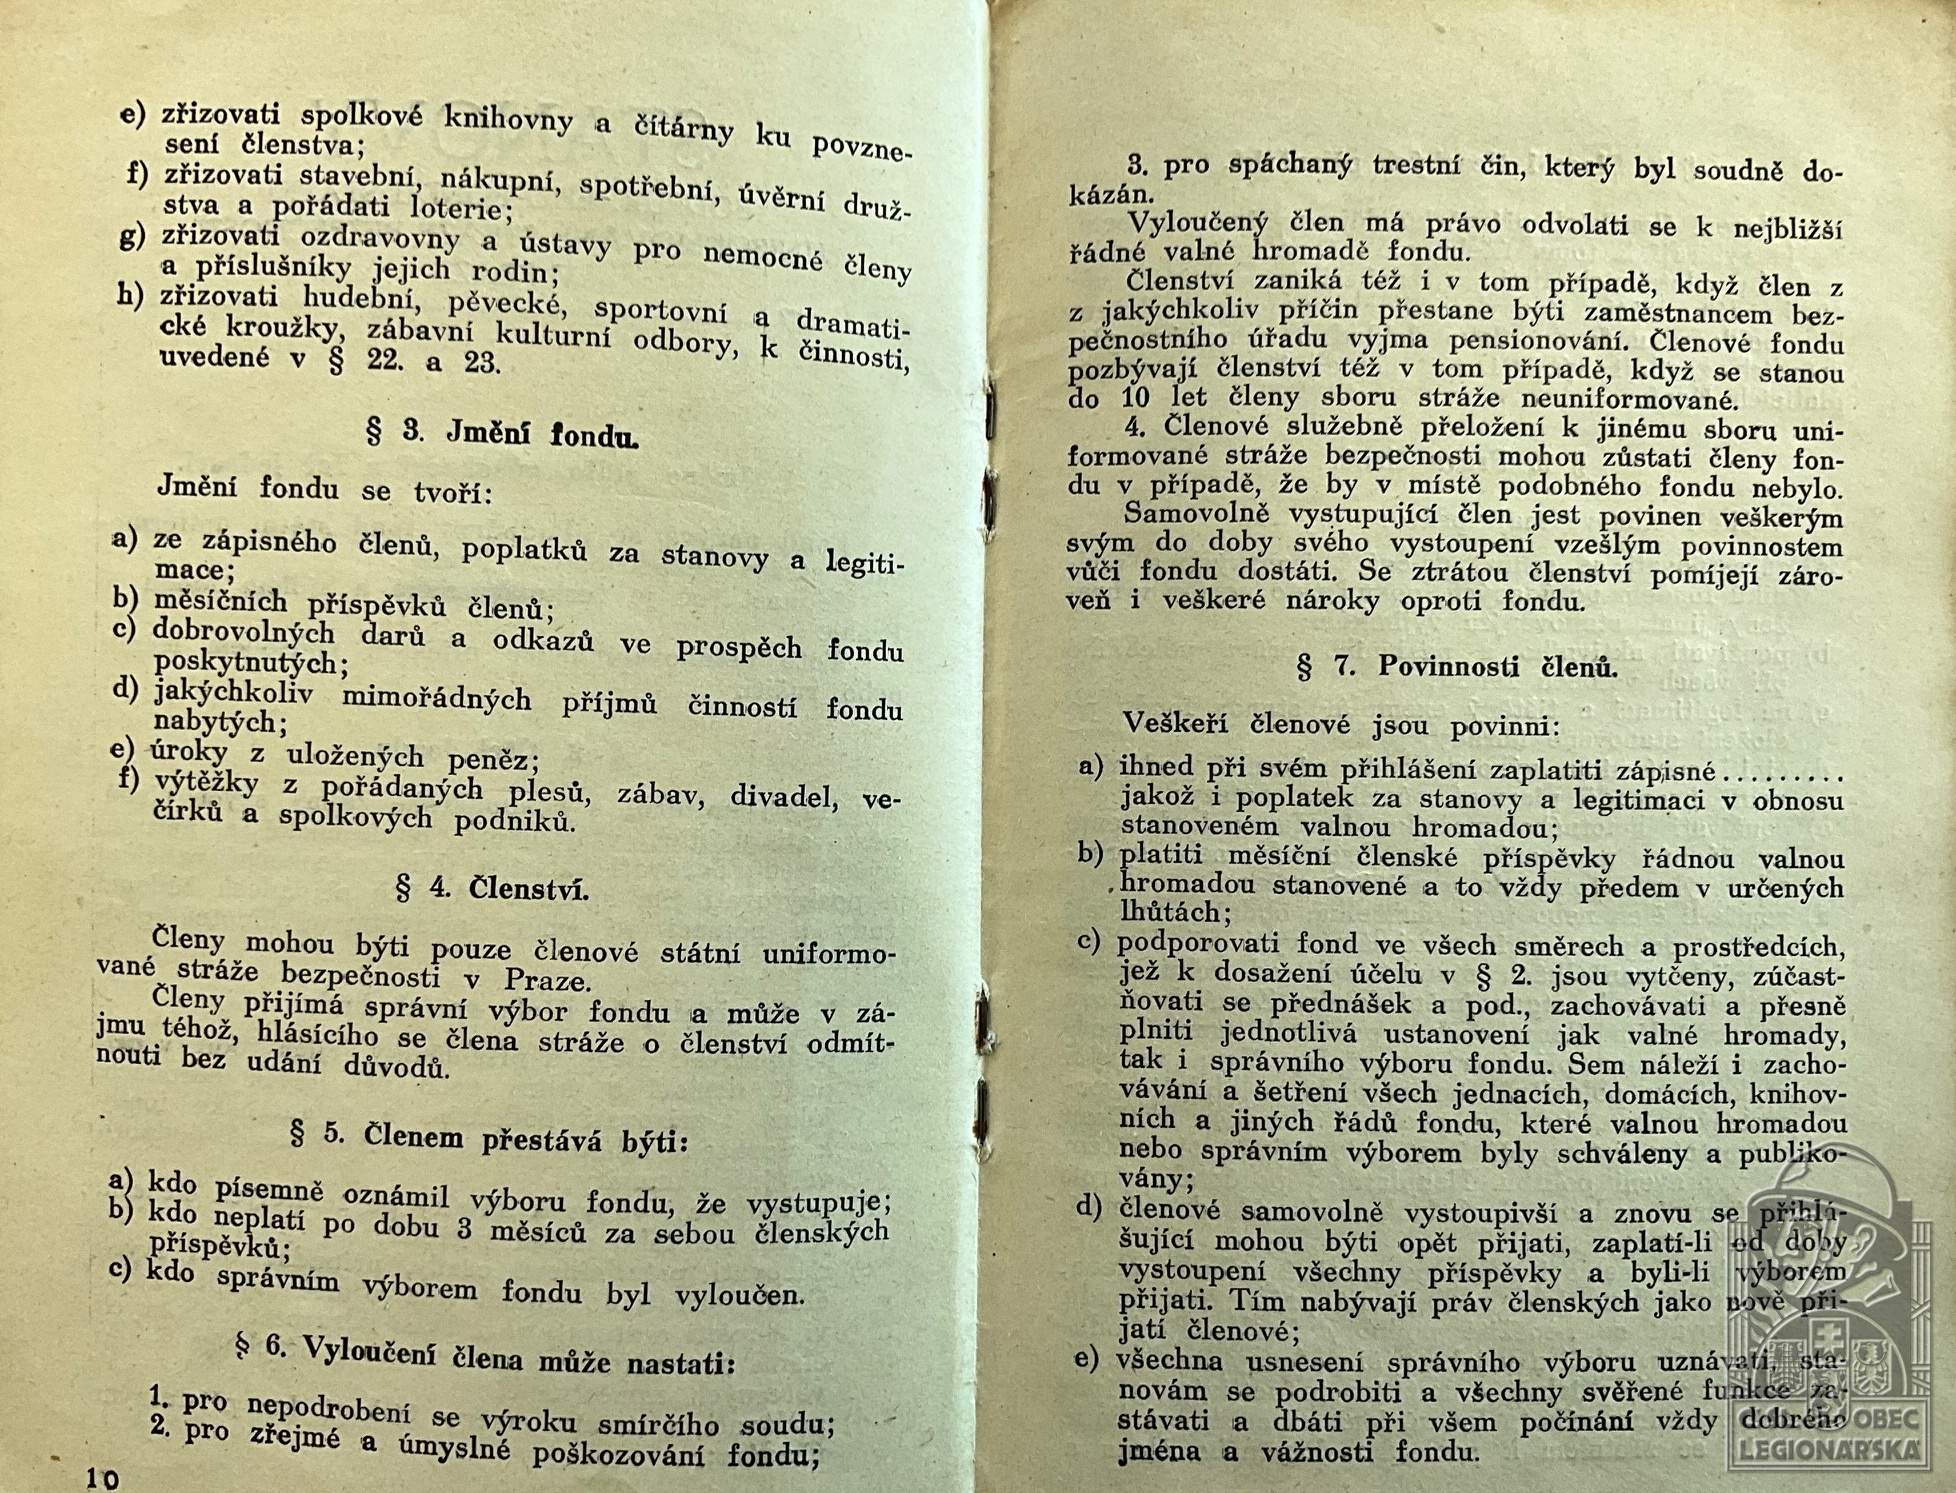 e) zřizovati spolkové knihovny a čítárny ku povzne-
sení členstva;
f) zřizovati stavební, nákupní, spotřební, úvěrní druž-
stva a pořádati loterie;
g) zřizovati ozdravovny a ústavy pro nemocné členy
a příslušníky jejich rodin;
h) zřizovati hudební, pěvecké, sportovní a dramati-
cké kroužky, zábavní kulturní odbory, k činnosti,
uvedené v § 22. a 23.
§ 3. Jmění fondu.
Jmění fondu se tvoří:
a) ze zápisného členů, poplatků za stanovy a legiti-
mace;
b) měsíčních příspěvků členů;
c) dobrovolných darů a odkazů ve prospěch fondu
poskytnutých;
d) jakýchkoliv mimořádných příjmů činností fondu
nabytých;
e) úroky z uložených peněz;
f) výtěžky z pořádaných plesů, zábav, divadel, ve-
čírků a spolkových podniků.
§ 4. Členství.
Členy mohou býti pouze členové státní uniformo-
vané stráže bezpečnosti v Praze.
Členy přijímá správní výbor fondu a může v zá-
jmu téhož, hlásícího se člena stráže o členství odmít-
nouti bez udání důvodů.
§ 5. Členem přestává býti:
a) kdo písemně oznámil výboru fondu, že vystupuje;
b) kdo neplatí po dobu 3 měsíců za sebou členských
příspěvků;
c) kdo správním výborem fondu byl vyloučen.
§ 6. Vyloučení člena může nastati:
1. pro nepodrobení se výroku smírčího soudu;
2. pro zřejmé a úmyslné poškozování fondu;
10
3. pro spáchaný trestní čin, který byl soudně do-
kázán.
Vyloučený člen má právo odvolati se k nejbližší
řádné valné hromadě fondu.
Členství zaniká též i v tom případě, když člen z
z jakýchkoliv příčin přestane býti zaměstnancem bez-
pečnostního úřadu vyjma pensionování. Členové fondu
pozbývají členství též v tom případě, když se stanou
do 10 let členy sboru stráže neuniformované.
4. Členové služebně přeložení k jinému sboru uni-
formované stráže bezpečnosti mohou zůstati členy fon-
du v případě, že by v místě podobného fondu nebylo.
Samovolně vystupující člen jest povinen veškerým
svým do doby svého vystoupení vzešlým povinnostem
vůči fondu dostáti. Se ztrátou členství pomíjejí záro-
veň i veškeré nároky oproti fondu.
§ 7. Povinnosti členů.
Veškeří členové jsou povinni:
a) ihned při svém přihlášení zaplatiti zápisné.........
jakož i poplatek za stanovy a legitimaci v obnosu
stanoveném valnou hromadou;
b) platiti měsíční členské příspěvky řádnou valnou
hromadou stanovené a to vždy předem v určených
lhůtách;
c) podporovati fond ve všech směrech a prostředcích,
jež k dosažení účelu v § 2. jsou vytčeny, zúčast-
ňovati se přednášek a pod., zachovávati a přesně
plniti jednotlivá ustanovení jak valné hromady,
tak i správního výboru fondu. Sem náleží i zacho-
vávání a šetření všech jednacích, domácích, knihov-
ních a jiných řádů fondu, které valnou hromadou
nebo správním výborem byly schváleny a publiko-
vány;
d) členové samovolně vystoupivší a znovu se přihlá-
šující mohou býti opět přijati, zaplatí-li od doby
vystoupení všechny příspěvky a byli-li výborem
přijati. Tím nabývají práv členských jako nově při-
jatí členové;
e) všechna usnesení správního výboru uznávati, sta-
novám se podrobiti a všechny svěřené funkce za-
stávati a dbáti při všem počínání vždy dobrého
jména a vážnosti fondu.
OBEC
LEGIONÁŘSKÁ